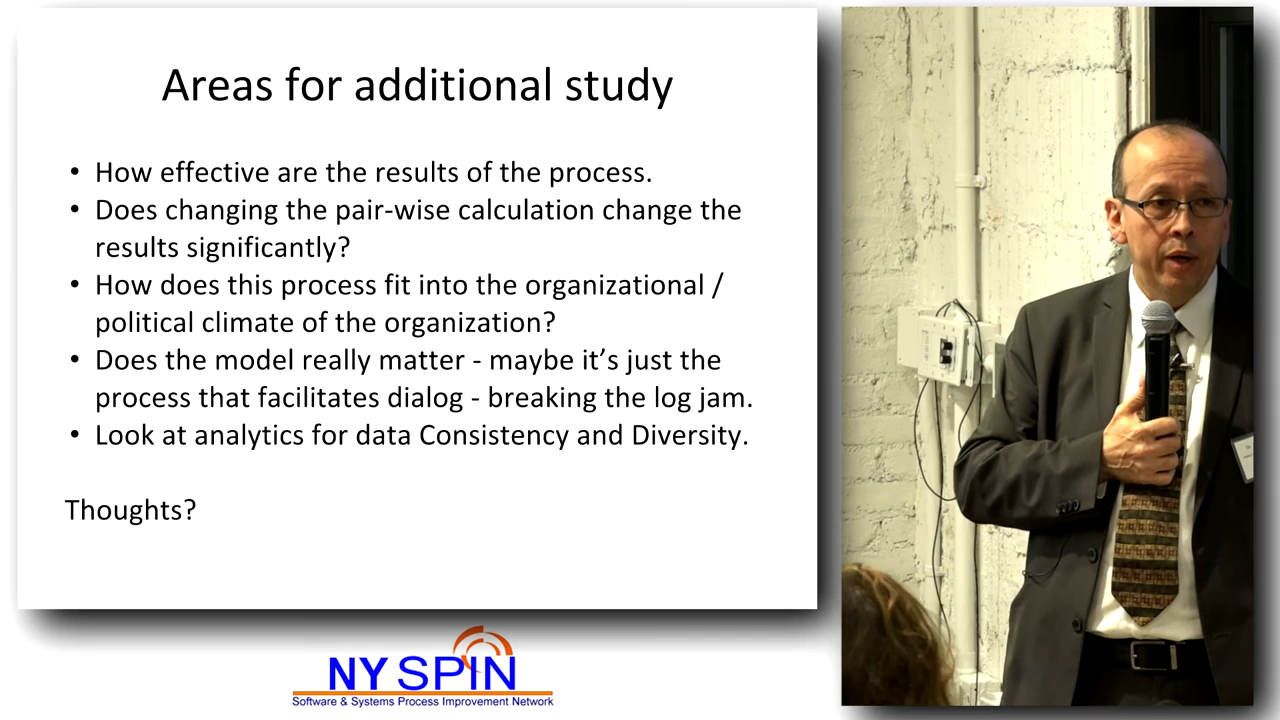 Areas for additional study
• How effective are the results of the process.
• Does changing the pair-wise calculation change the
results significantly?
• How does this process fit into the organizational /
political climate of the organization?
• Does the model really matter - maybe it’s just the
process that facilitates dialog - breaking the log jam.
• Look at analytics for data Consistency and Diversity.
Thoughts?
NY SPIN
Software & Systems Process Improvement Network